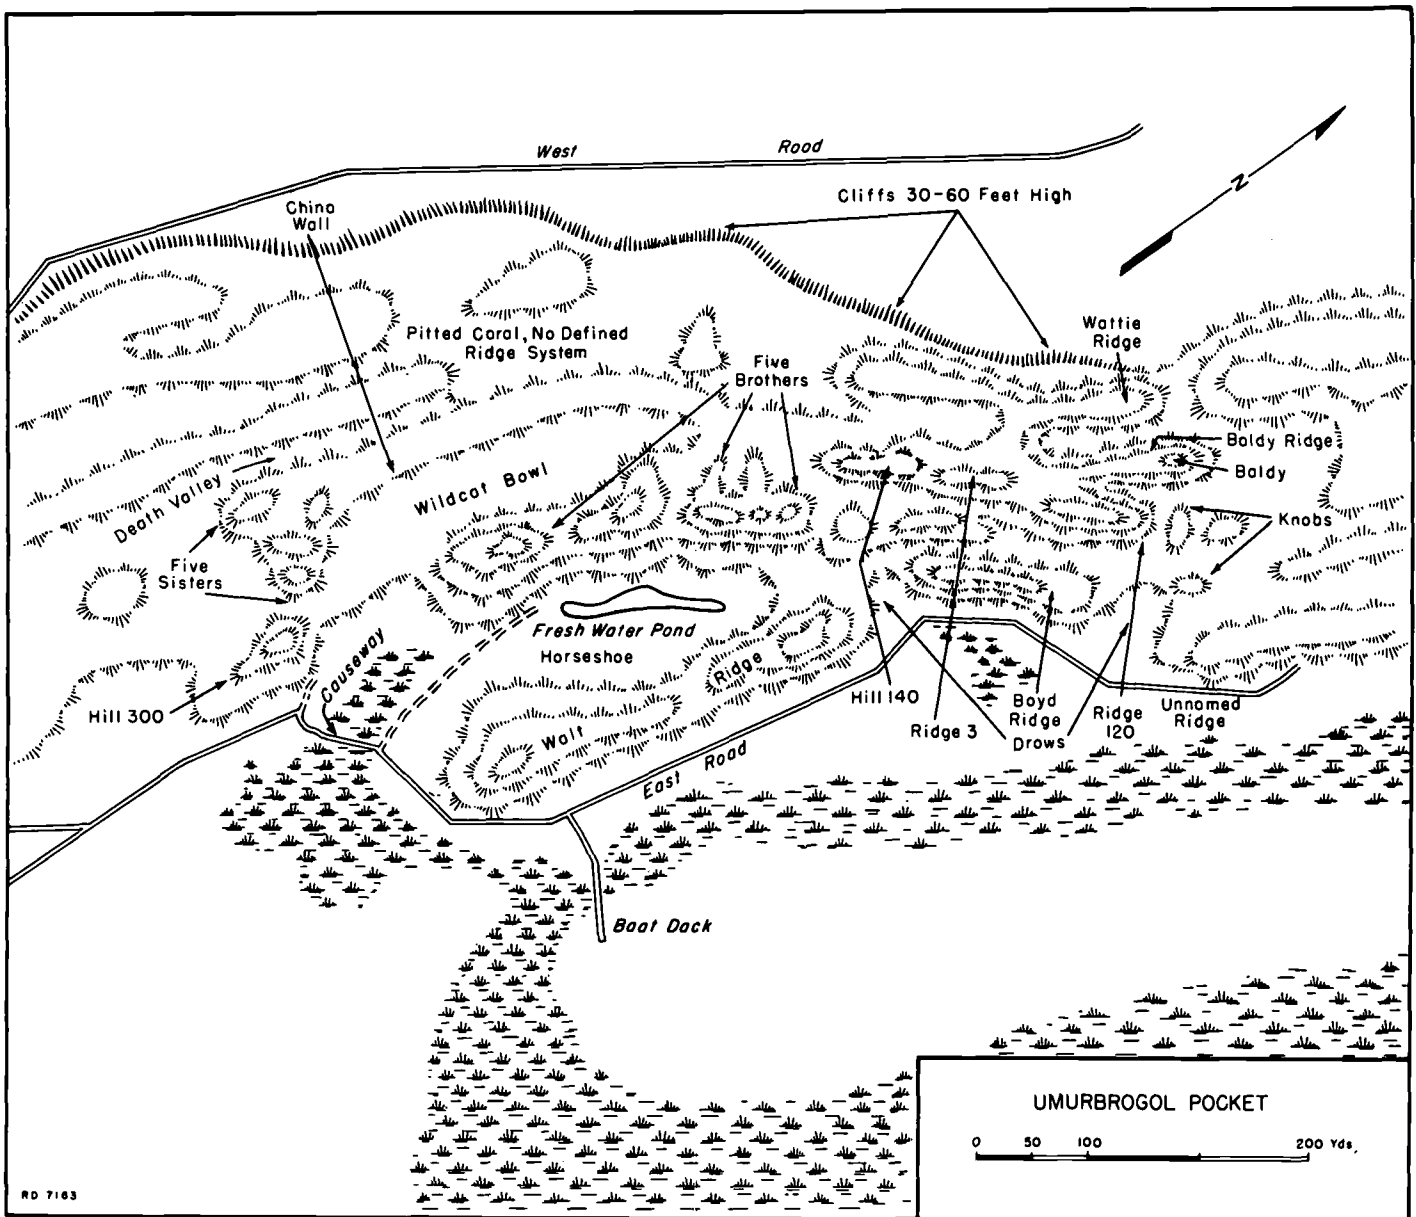 West Road
N
China
Wall
Cliffs 30-60 Feet High
Pitted Coral, No Defined
Ridge System
Wattie
Ridge
Five
Brothers
Baldy Ridge
Baldy
Death Valley
Wildcat Bowl
Knobs
Five
Sisters
Fresh Water Pond
Horseshoe
Causeway
Hill 300
Walt Ridge
Hill 140
Ridge 3
Boyd
Ridge
Draws
Ridge
120
Unnamed
Ridge
East Road
Boat Dock
UMURBROGOL POCKET
0 50 100 200 Yds.
RD 7163